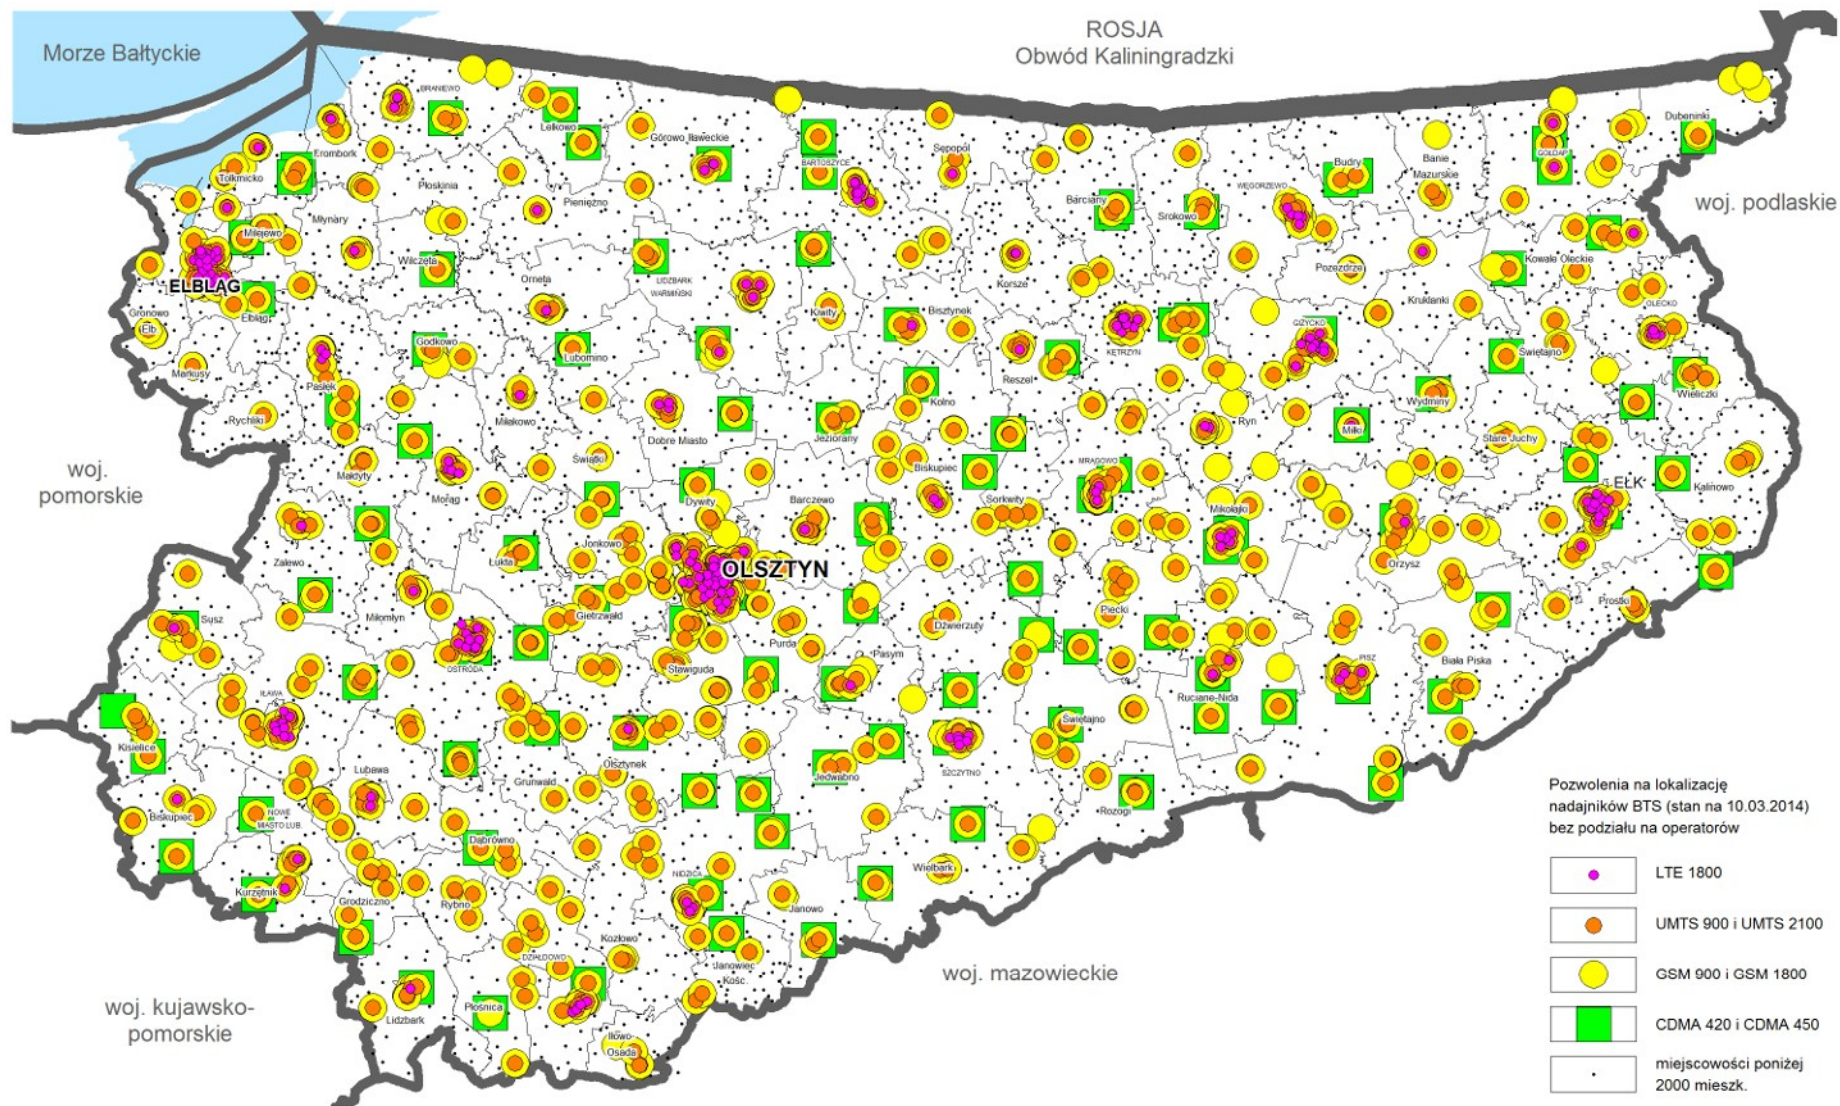 Morze Bałtyckie
ROSJA
Obwód Kaliningradzki
BRANIEWO
Lelkowo
Górowo Iławeckie
BARTOSZYCE
Sępopol
Dubeninki
Frombork
Tolkmicko
Płoskinia
Pieniężno
Barciany
Srokowo
WĘGORZEWO
Budry
Banie
Mazurskie
GOŁDAP
woj. podlaskie
Młynary
Milejewo
Wilczęta
Orneta
LIDZBARK
WARMIŃSKI
Korsze
Pozezdrze
Kruklanki
Kowale Oleckie
OLECKO
ELBLĄG
Gronowo
Elb.
Elbląg
Kiwity
Bisztynek
KĘTRZYN
GIŻYCKO
Świętajno
Markusy
Pasłęk
Godkowo
Lubomino
Reszel
Wieliczki
Rychliki
Miłakowo
Dobre Miasto
Jeziorany
Kolno
Ryn
Miłki
Wydminy
Stare Juchy
woj.
pomorskie
Małdyty
Morąg
Świątki
Dywity
Barczewo
Biskupiec
Sorkwity
MRĄGOWO
Mikołajki
EŁK
Kalinowo
Zalewo
Łukta
Jonkowo
OLSZTYN
Orzysz
Prostki
Susz
Miłomłyn
OSTRÓDA
Gietrzwałd
Stawiguda
Purda
Pasym
Dźwierzuty
Piecki
Ruciane-Nida
PISZ
Biała Piska
Kisielice
IŁAWA
Lubawa
Grunwald
Olsztynek
Jedwabno
SZCZYTNO
Świętajno
Rozogi
Biskupiec
NOWE
MIASTO LUB.
Dąbrówno
Kurzętnik
Grodziczno
Rybno
NIDZICA
Janowo
Wielbark
DZIAŁDOWO
Kozłowo
Janowiec
Kośc.
woj. mazowieckie
woj. kujawsko-
pomorskie
Lidzbark
Płośnica
Iłowo
Osada
Pozwolenia na lokalizację
nadajników BTS (stan na 10.03.2014)
bez podziału na operatorów
LTE 1800
UMTS 900 i UMTS 2100
GSM 900 i GSM 1800
CDMA 420 i CDMA 450
miejscowości poniżej
2000 mieszk.